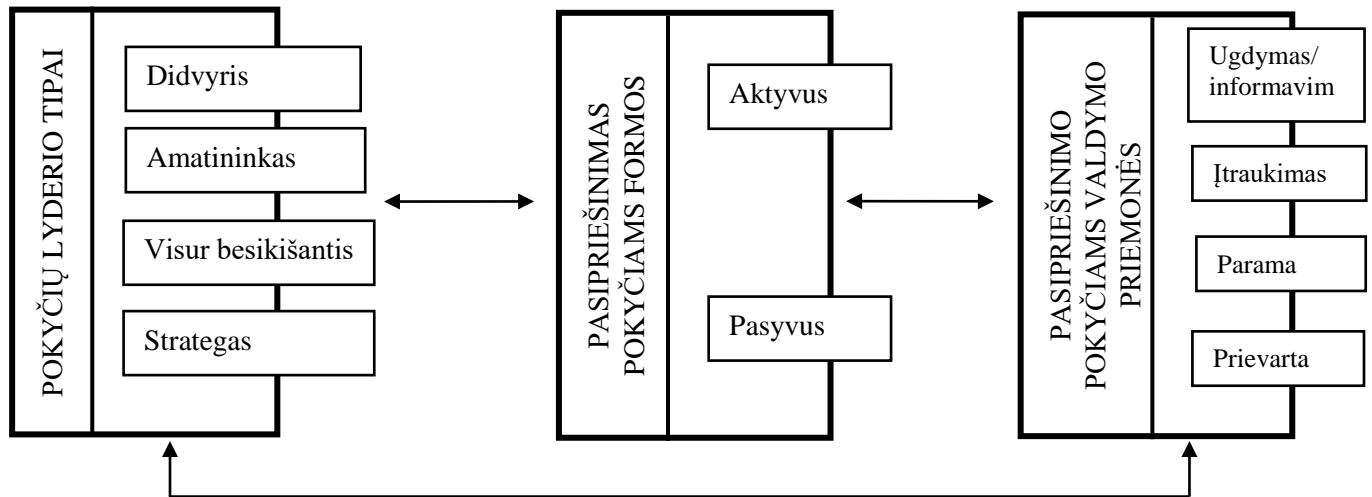 POKYČIŲ LYDERIO TIPAI
Didvyris
Amatininkas
Visur besikišantis
Strategas
PASIPRIEŠINIMAS
POKYČIAMS FORMOS
Aktyvus
Pasyvus
PASIPRIEŠINIMO
POKYČIAMS VALDYMO
PRIEMONĖS
Ugdymas/
informavim
Įtraukimas
Parama
Prievarta